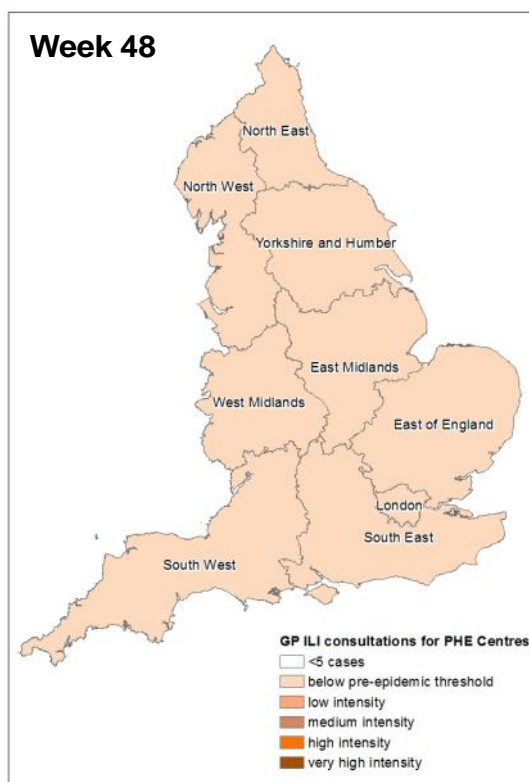 Week 48
North East
North West
Yorkshire and Humber
East Midlands
West Midlands
East of England
London
South East
South West
GP ILI consultations for PHE Centres
<5 cases
below pre-epidemic threshold
low intensity
medium intensity
high intensity
very high intensity